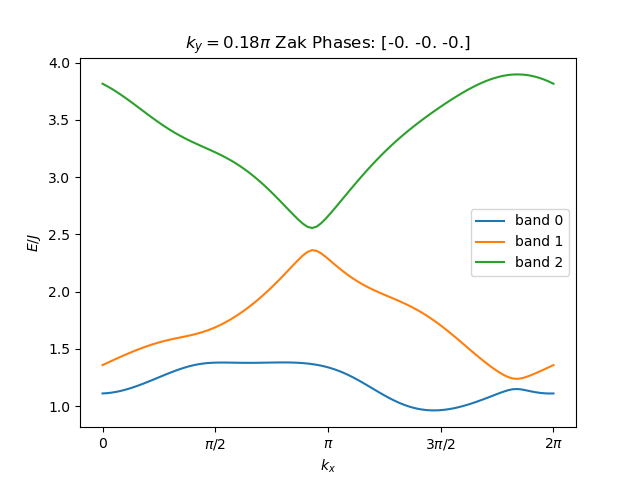 k_y = 0.18π Zak Phases: [-0. -0. -0.]
4.0
3.5
3.0
2.5
2.0
1.5
1.0
E/J
band 0
band 1
band 2
0 π/2 π 3π/2 2π
k_x